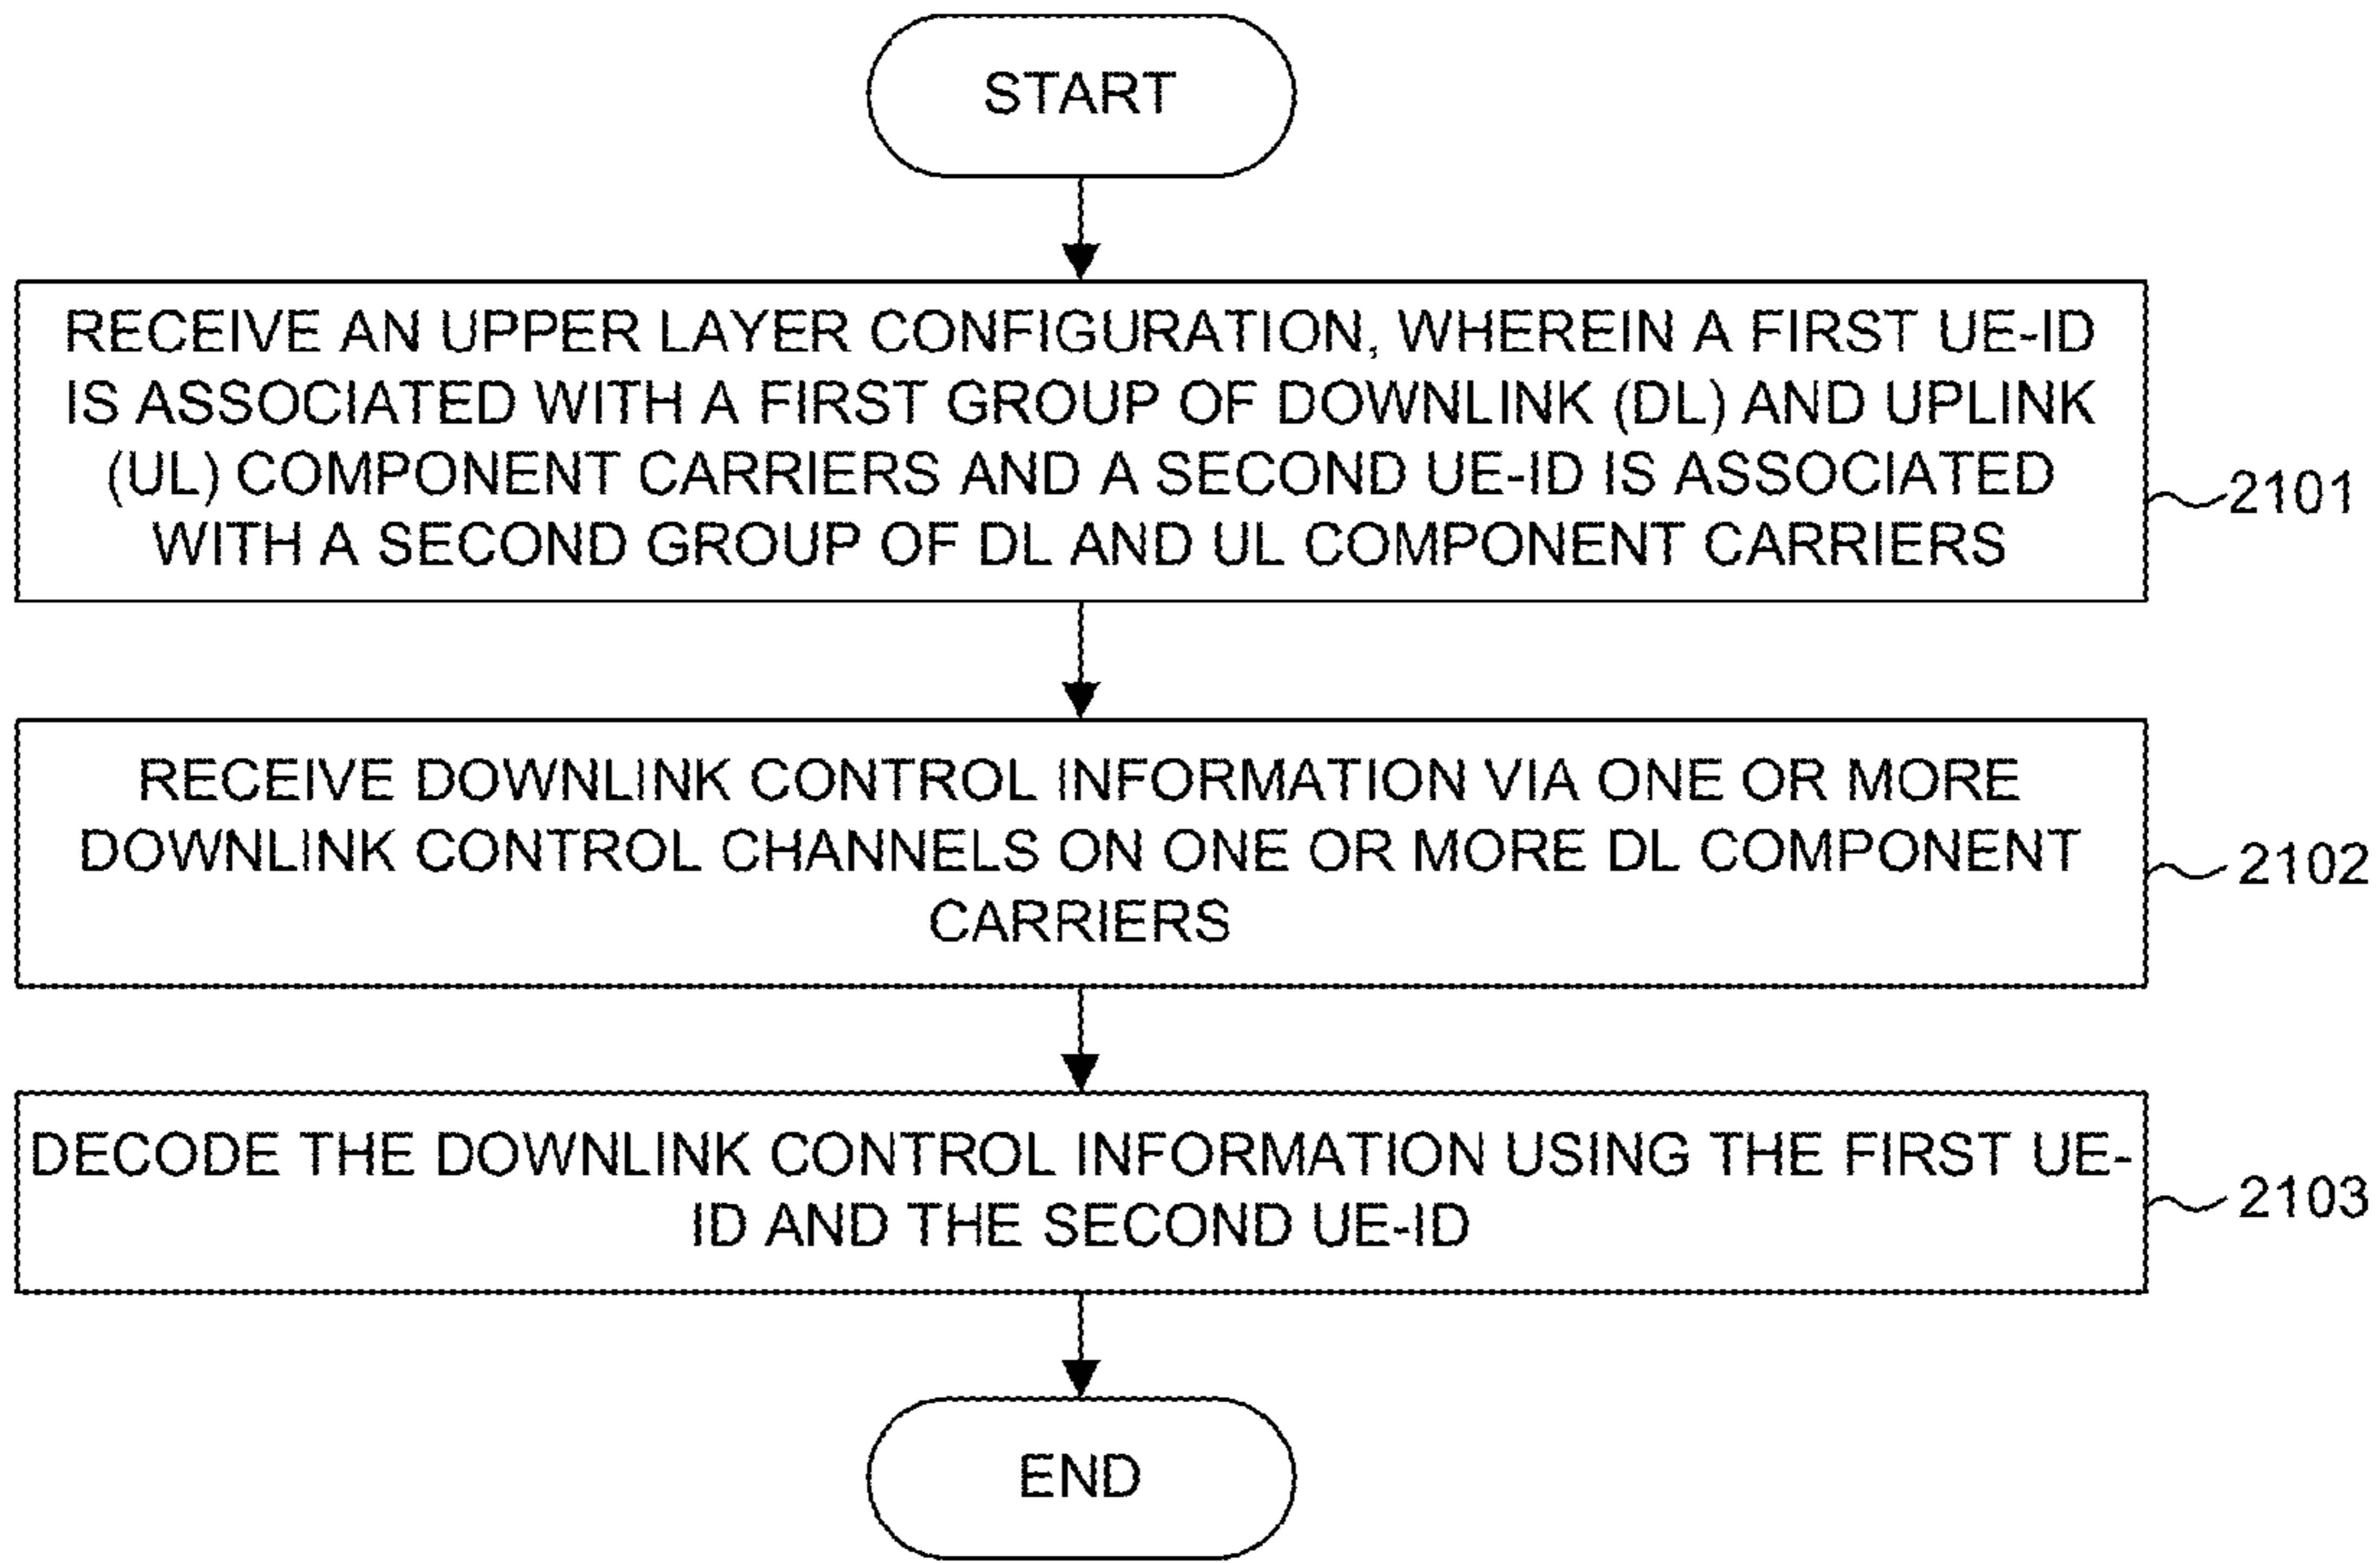 START
RECEIVE AN UPPER LAYER CONFIGURATION, WHEREIN A FIRST UE-ID
IS ASSOCIATED WITH A FIRST GROUP OF DOWNLINK (DL) AND UPLINK
(UL) COMPONENT CARRIERS AND A SECOND UE-ID IS ASSOCIATED
WITH A SECOND GROUP OF DL AND UL COMPONENT CARRIERS
2101
RECEIVE DOWNLINK CONTROL INFORMATION VIA ONE OR MORE
DOWNLINK CONTROL CHANNELS ON ONE OR MORE DL COMPONENT
CARRIERS
2102
DECODE THE DOWNLINK CONTROL INFORMATION USING THE FIRST UE-
ID AND THE SECOND UE-ID
2103
END